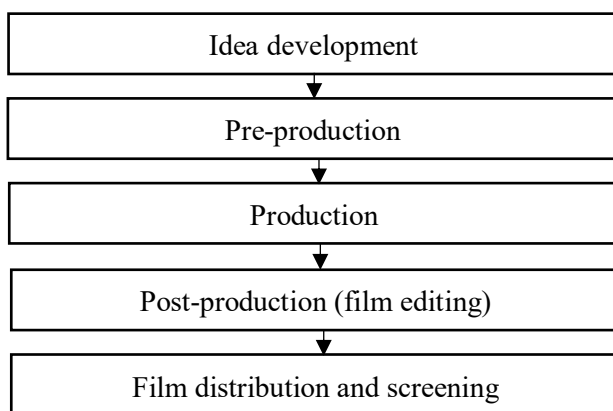 Idea development
Pre-production
Production
Post-production (film editing)
Film distribution and screening